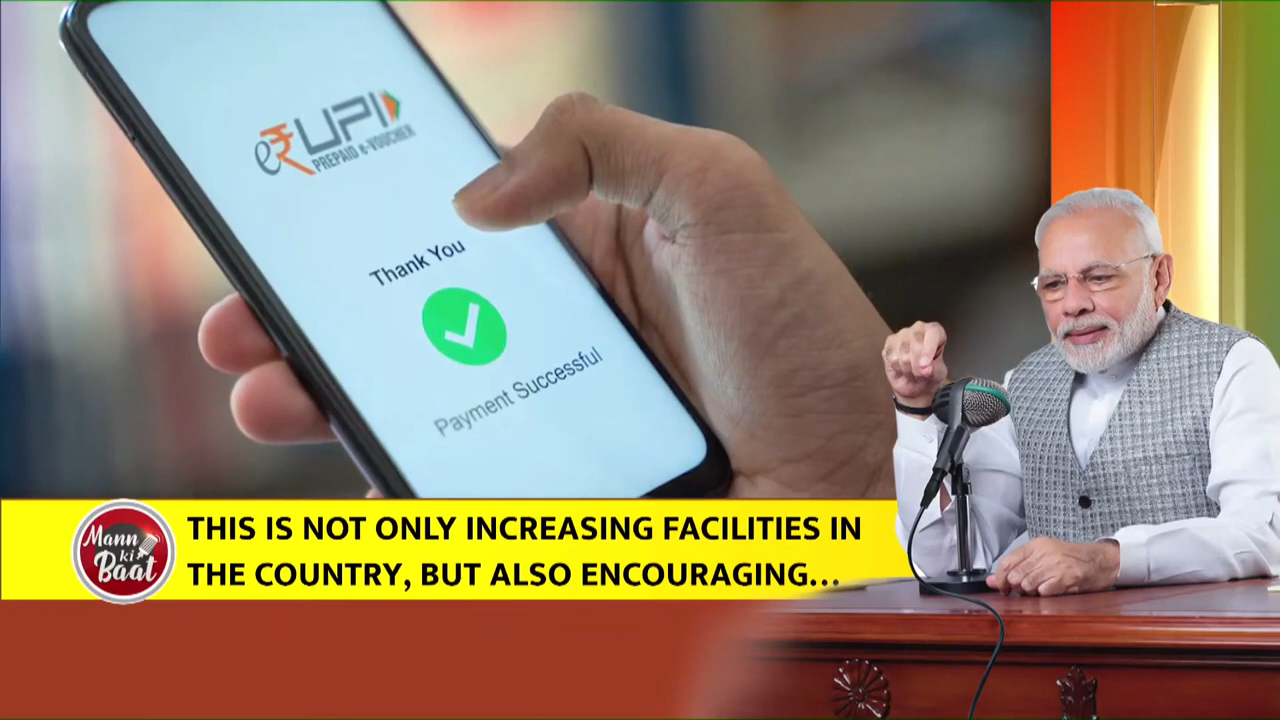 e₹UPI
PREPAID e-VOUCHER
Thank You
Payment Successful
Mann
ki
Baat
THIS IS NOT ONLY INCREASING FACILITIES IN
THE COUNTRY, BUT ALSO ENCOURAGING...